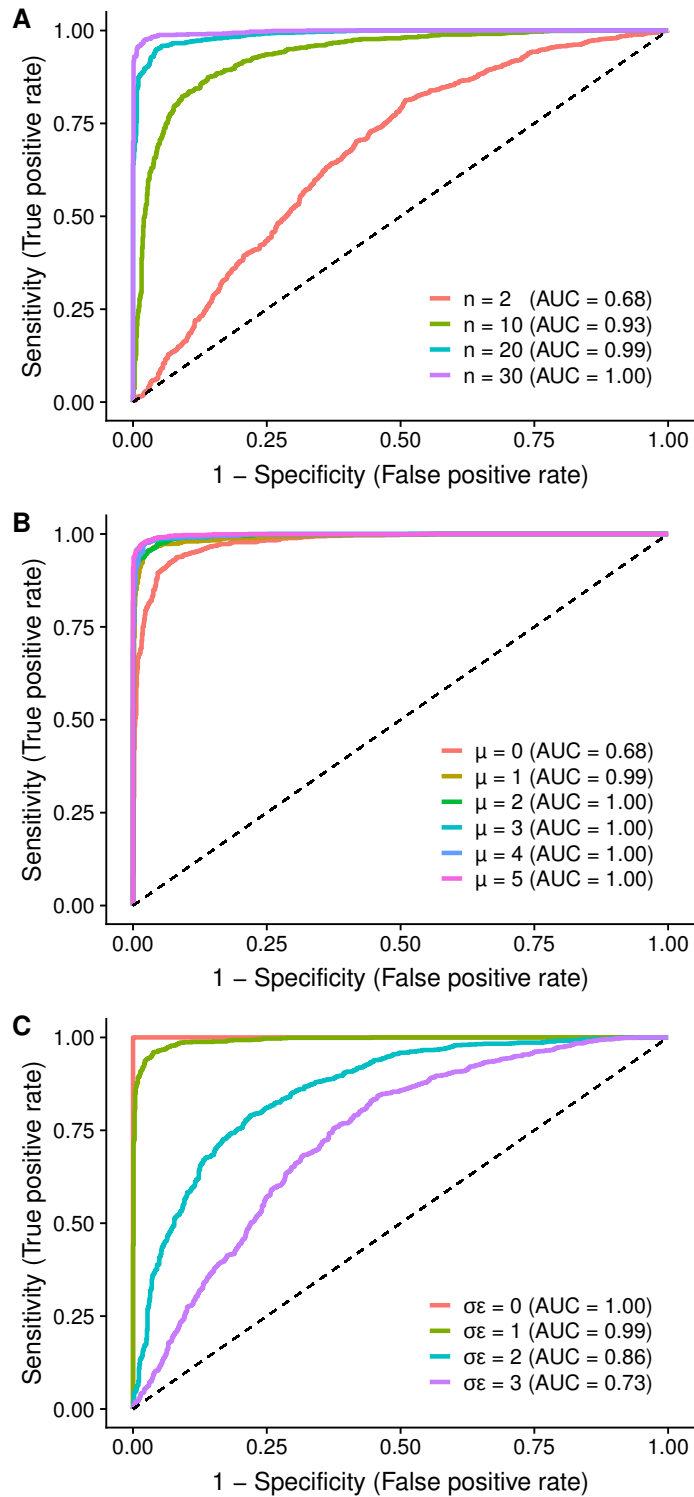 A
1.00
0.75
0.50
0.25
0.00
Sensitivity (True positive rate)
n = 2 (AUC = 0.68)
n = 10 (AUC = 0.93)
n = 20 (AUC = 0.99)
n = 30 (AUC = 1.00)
0.00 0.25 0.50 0.75 1.00
1 − Specificity (False positive rate)
B
1.00
0.75
0.50
0.25
0.00
Sensitivity (True positive rate)
μ = 0 (AUC = 0.68)
μ = 1 (AUC = 0.99)
μ = 2 (AUC = 1.00)
μ = 3 (AUC = 1.00)
μ = 4 (AUC = 1.00)
μ = 5 (AUC = 1.00)
0.00 0.25 0.50 0.75 1.00
1 − Specificity (False positive rate)
C
1.00
0.75
0.50
0.25
0.00
Sensitivity (True positive rate)
σε = 0 (AUC = 1.00)
σε = 1 (AUC = 0.99)
σε = 2 (AUC = 0.86)
σε = 3 (AUC = 0.73)
0.00 0.25 0.50 0.75 1.00
1 − Specificity (False positive rate)